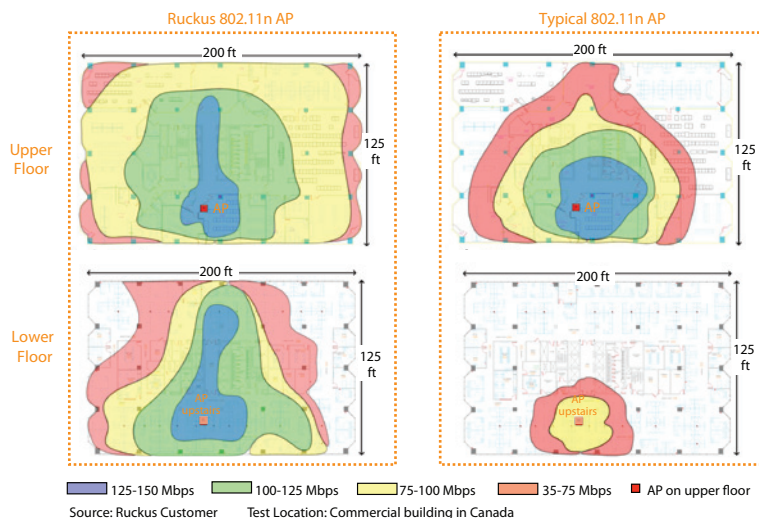 Ruckus 802.11n AP
Typical 802.11n AP
200 ft
200 ft
Upper
Floor
125
ft
125
ft
AP
AP
200 ft
200 ft
Lower
Floor
125
ft
125
ft
AP
upstairs
AP
upstairs
125-150 Mbps
100-125 Mbps
75-100 Mbps
35-75 Mbps
AP on upper floor
Source: Ruckus Customer
Test Location: Commercial building in Canada